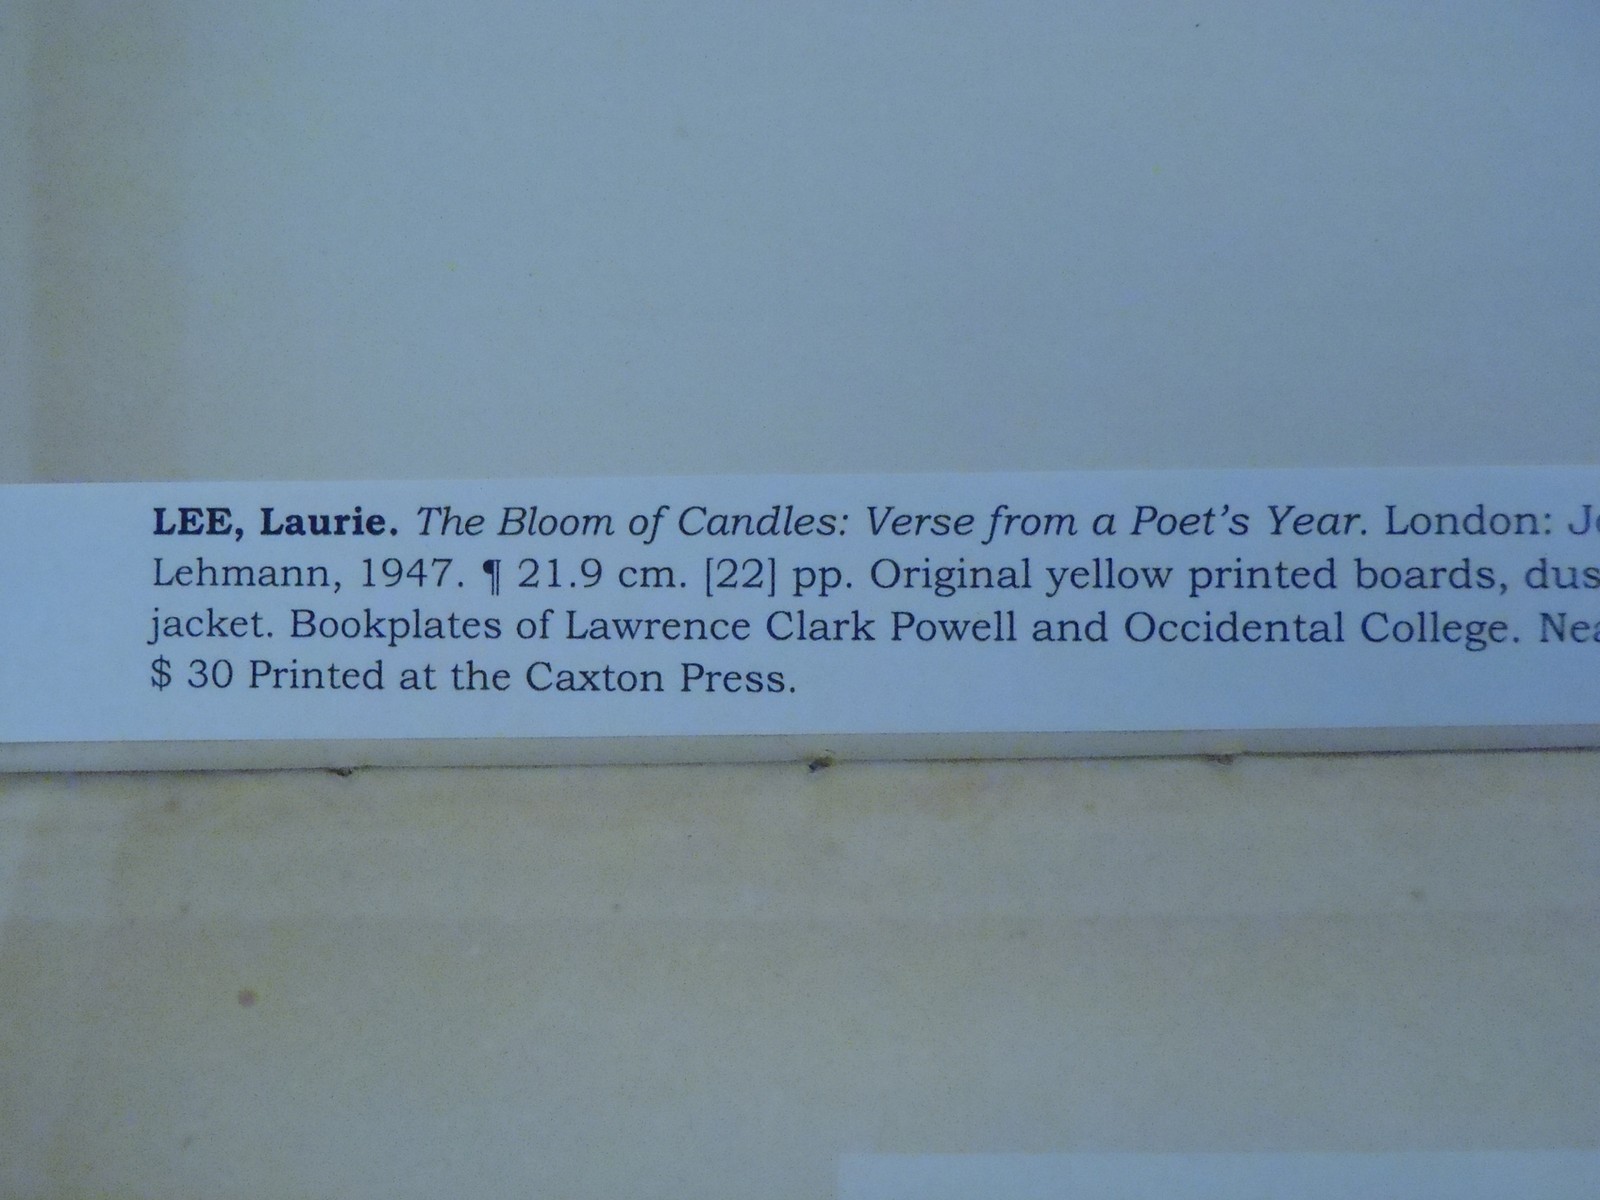 LEE, Laurie. The Bloom of Candles: Verse from a Poet's Year. London:
Lehmann, 1947. ¶ 21.9 cm. [22] pp. Original yellow printed boards,
jacket. Bookplates of Lawrence Clark Powell and Occidental College.
$ 30 Printed at the Caxton Press.